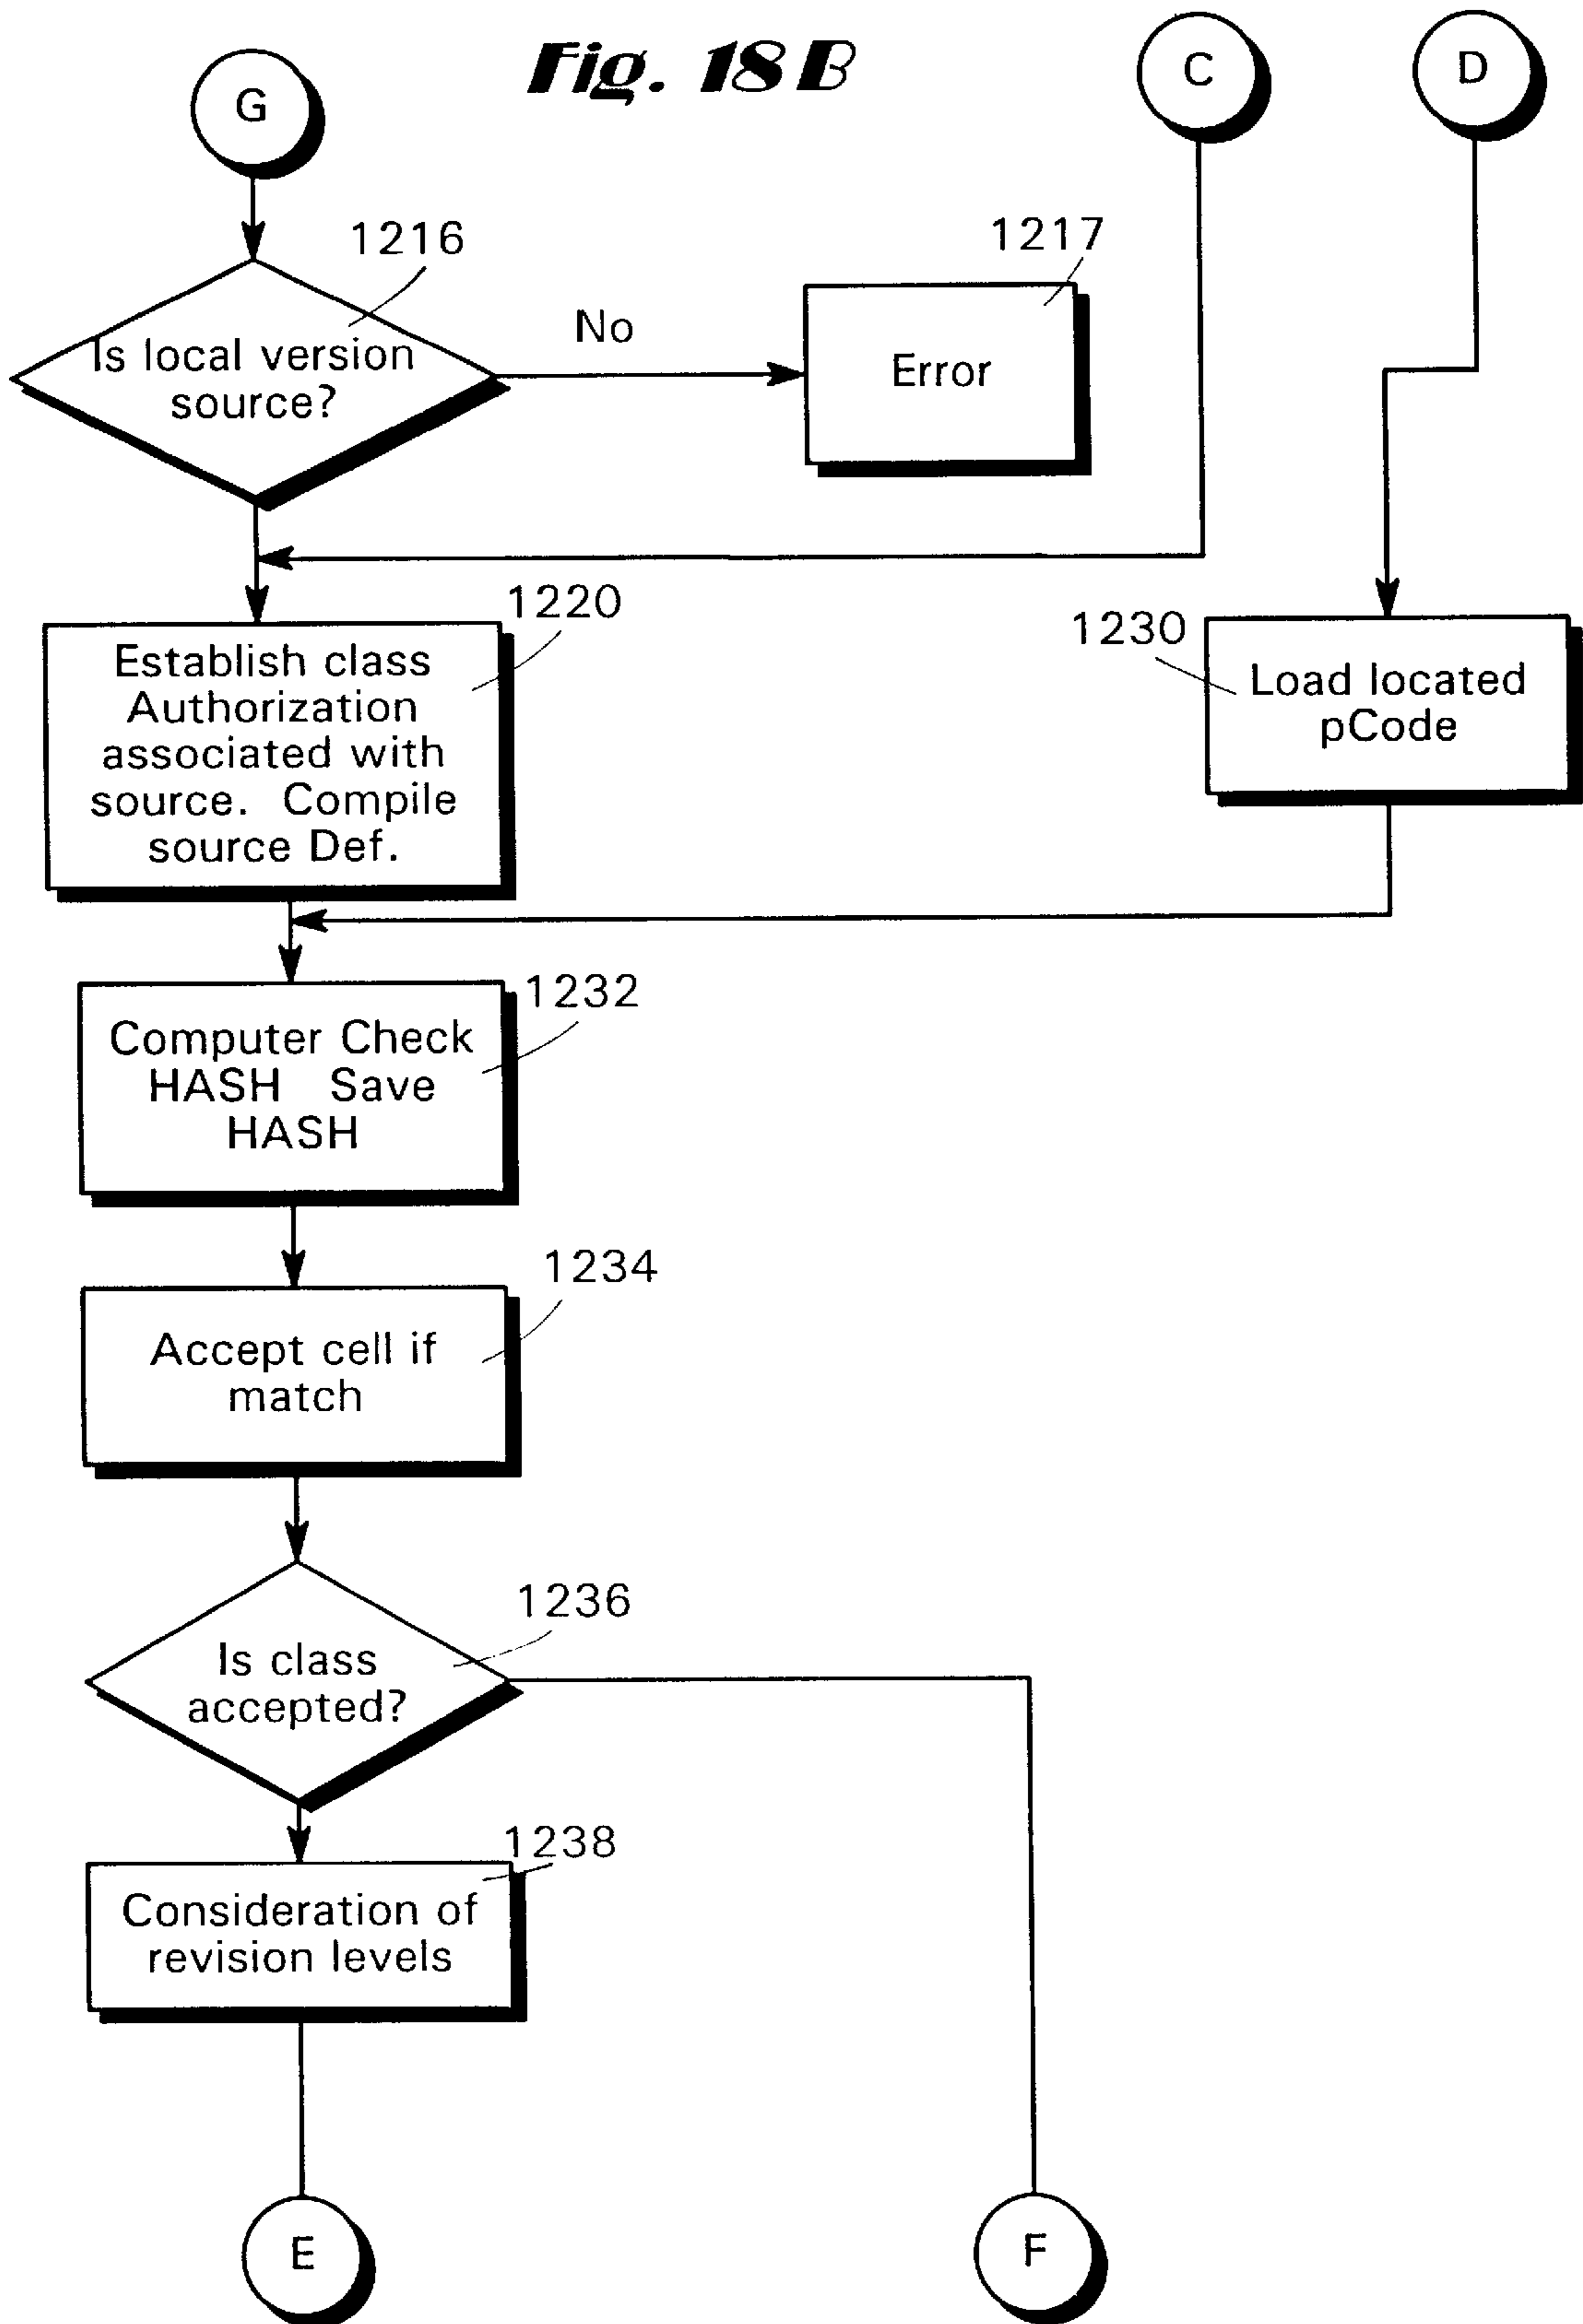 Fig. 18B
G
C
D
1216
1217
Is local version
source?
No
Error
1220
Establish class
Authorization
associated with
source. Compile
source Def.
1230
Load located
pCode
1232
Computer Check
HASH Save
HASH
1234
Accept cell if
match
1236
Is class
accepted?
1238
Consideration of
revision levels
E
F